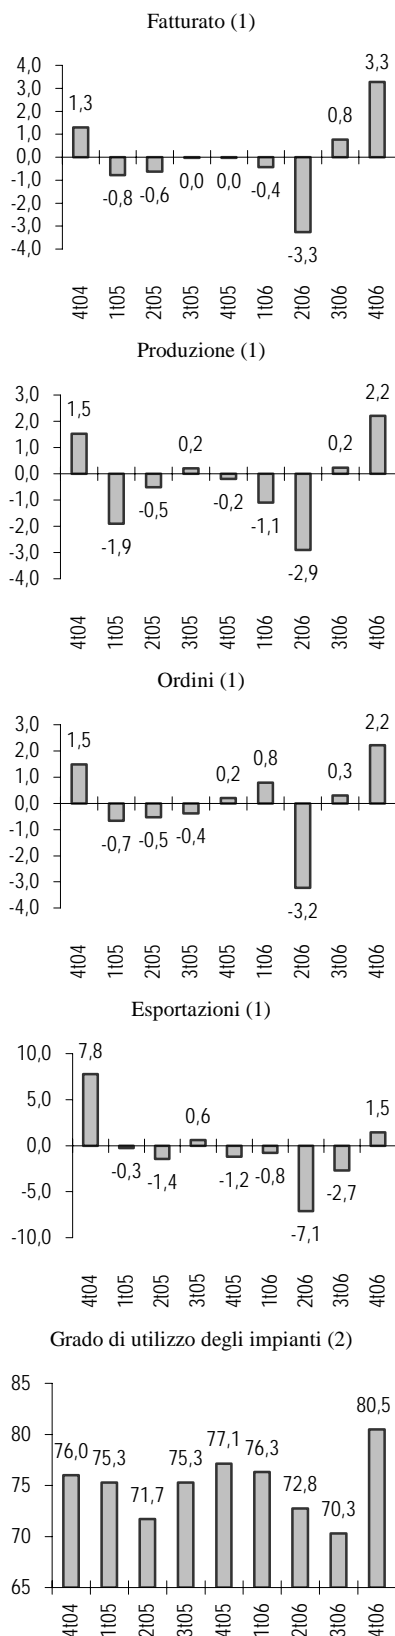 Fatturato (1)
4,0
3,0
2,0
1,0
0,0
-1,0
-2,0
-3,0
-4,0
1,3
-0,8
-0,6
0,0
0,0
-0,4
-3,3
0,8
3,3
4t04
1t05
2t05
3t05
4t05
1t06
2t06
3t06
4t06
Produzione (1)
3,0
2,0
1,0
0,0
-1,0
-2,0
-3,0
-4,0
1,5
-1,9
-0,5
0,2
-0,2
-1,1
-2,9
0,2
2,2
4t04
1t05
2t05
3t05
4t05
1t06
2t06
3t06
4t06
Ordini (1)
3,0
2,0
1,0
0,0
-1,0
-2,0
-3,0
-4,0
1,5
-0,7
-0,5
-0,4
0,2
0,8
-3,2
0,3
2,2
4t04
1t05
2t05
3t05
4t05
1t06
2t06
3t06
4t06
Esportazioni (1)
10,0
5,0
0,0
-5,0
-10,0
7,8
-0,3
-1,4
0,6
-1,2
-0,8
-7,1
-2,7
1,5
4t04
1t05
2t05
3t05
4t05
1t06
2t06
3t06
4t06
Grado di utilizzo degli impianti (2)
85
80
75
70
65
76,0
75,3
71,7
75,3
77,1
76,3
72,8
70,3
80,5
4t04
1t05
2t05
3t05
4t05
1t06
2t06
3t06
4t06